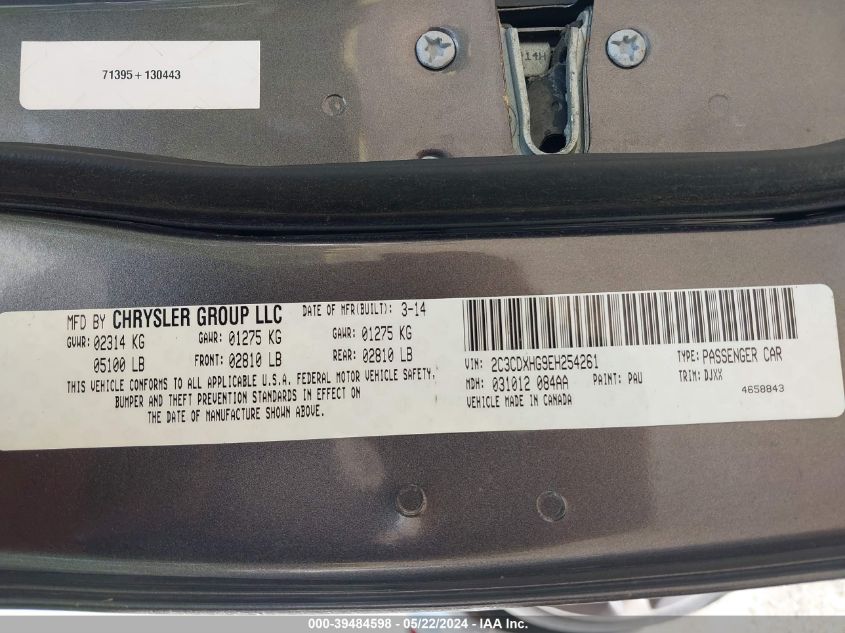 71395 + 130443
14H
MFD BY CHRYSLER GROUP LLC DATE OF MFR(BUILT): 3-14
GVWR: 02314 KG GAWR: 01275 KG GAWR: 01275 KG
05100 LB FRONT: 02810 LB REAR: 02810 LB
THIS VEHICLE CONFORMS TO ALL APPLICABLE U.S.A. FEDERAL MOTOR VEHICLE SAFETY,
BUMPER AND THEFT PREVENTION STANDARDS IN EFFECT ON
THE DATE OF MANUFACTURE SHOWN ABOVE.
VIN: 2C3CDXHG9EH254261 TYPE: PASSENGER CAR
MDH: 031012 084AA PAINT: PAU TRIM: DJXX
VEHICLE MADE IN CANADA 4658843
000-39484598 - 05/22/2024 - © IAA Inc.